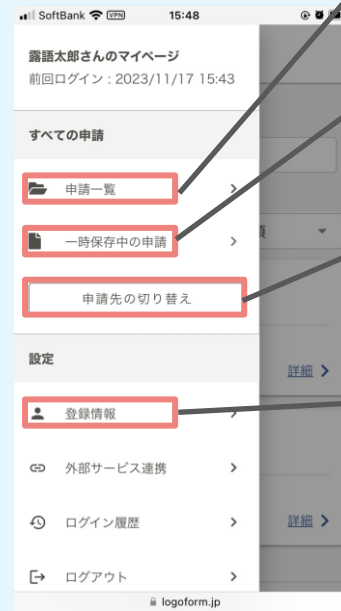 SoftBank VPN 15:48
露語太郎さんのマイページ
前回ログイン : 2023/11/17 15:43
すべての申請
申請一覧
一時保存中の申請
申請先の切り替え
設定
詳細
登録情報
外部サービス連携
ログイン履歴
詳細
ログアウト
logoform.jp